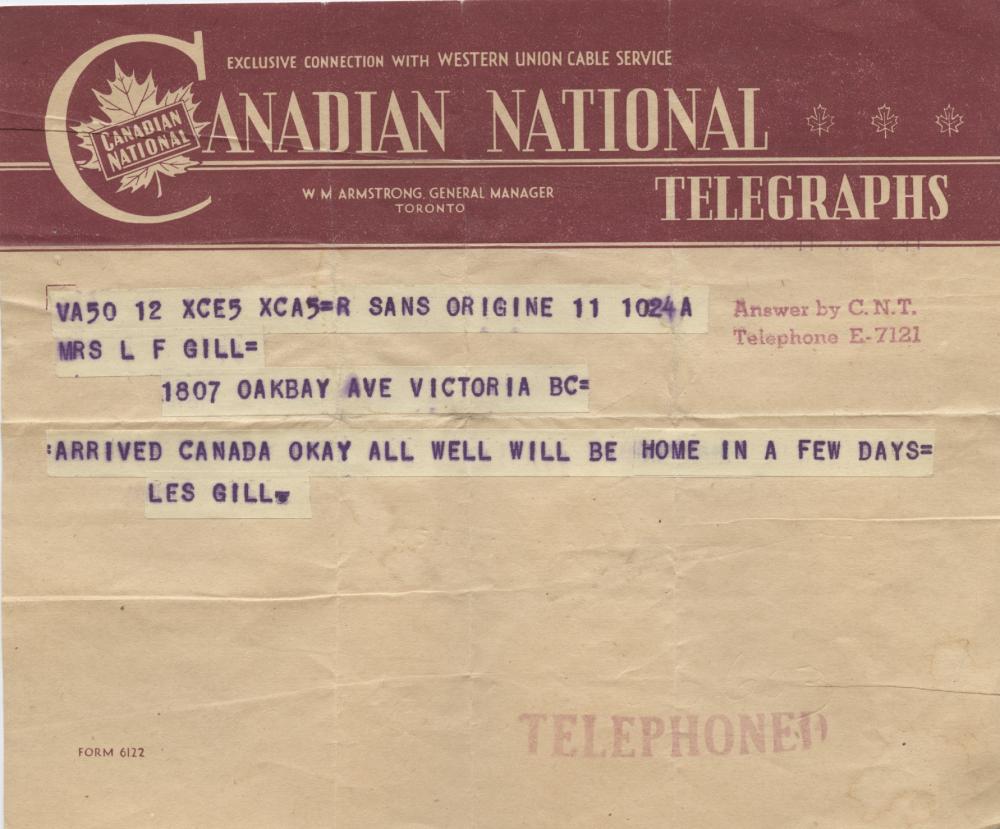 EXCLUSIVE CONNECTION WITH WESTERN UNION CABLE SERVICE
CANADIAN NATIONAL
CANADIAN
NATIONAL
TELEGRAPHS
W M ARMSTRONG, GENERAL MANAGER
TORONTO
VA50 12 XCE5 XCA5=R SANS ORIGINE 11 1024A
Answer by C.N.T.
Telephone E-7121
MRS L F GILL=
1807 OAKBAY AVE VICTORIA BC=
:ARRIVED CANADA OKAY ALL WELL WILL BE HOME IN A FEW DAYS=
LES GILL.
TELEPHONED
FORM 6122